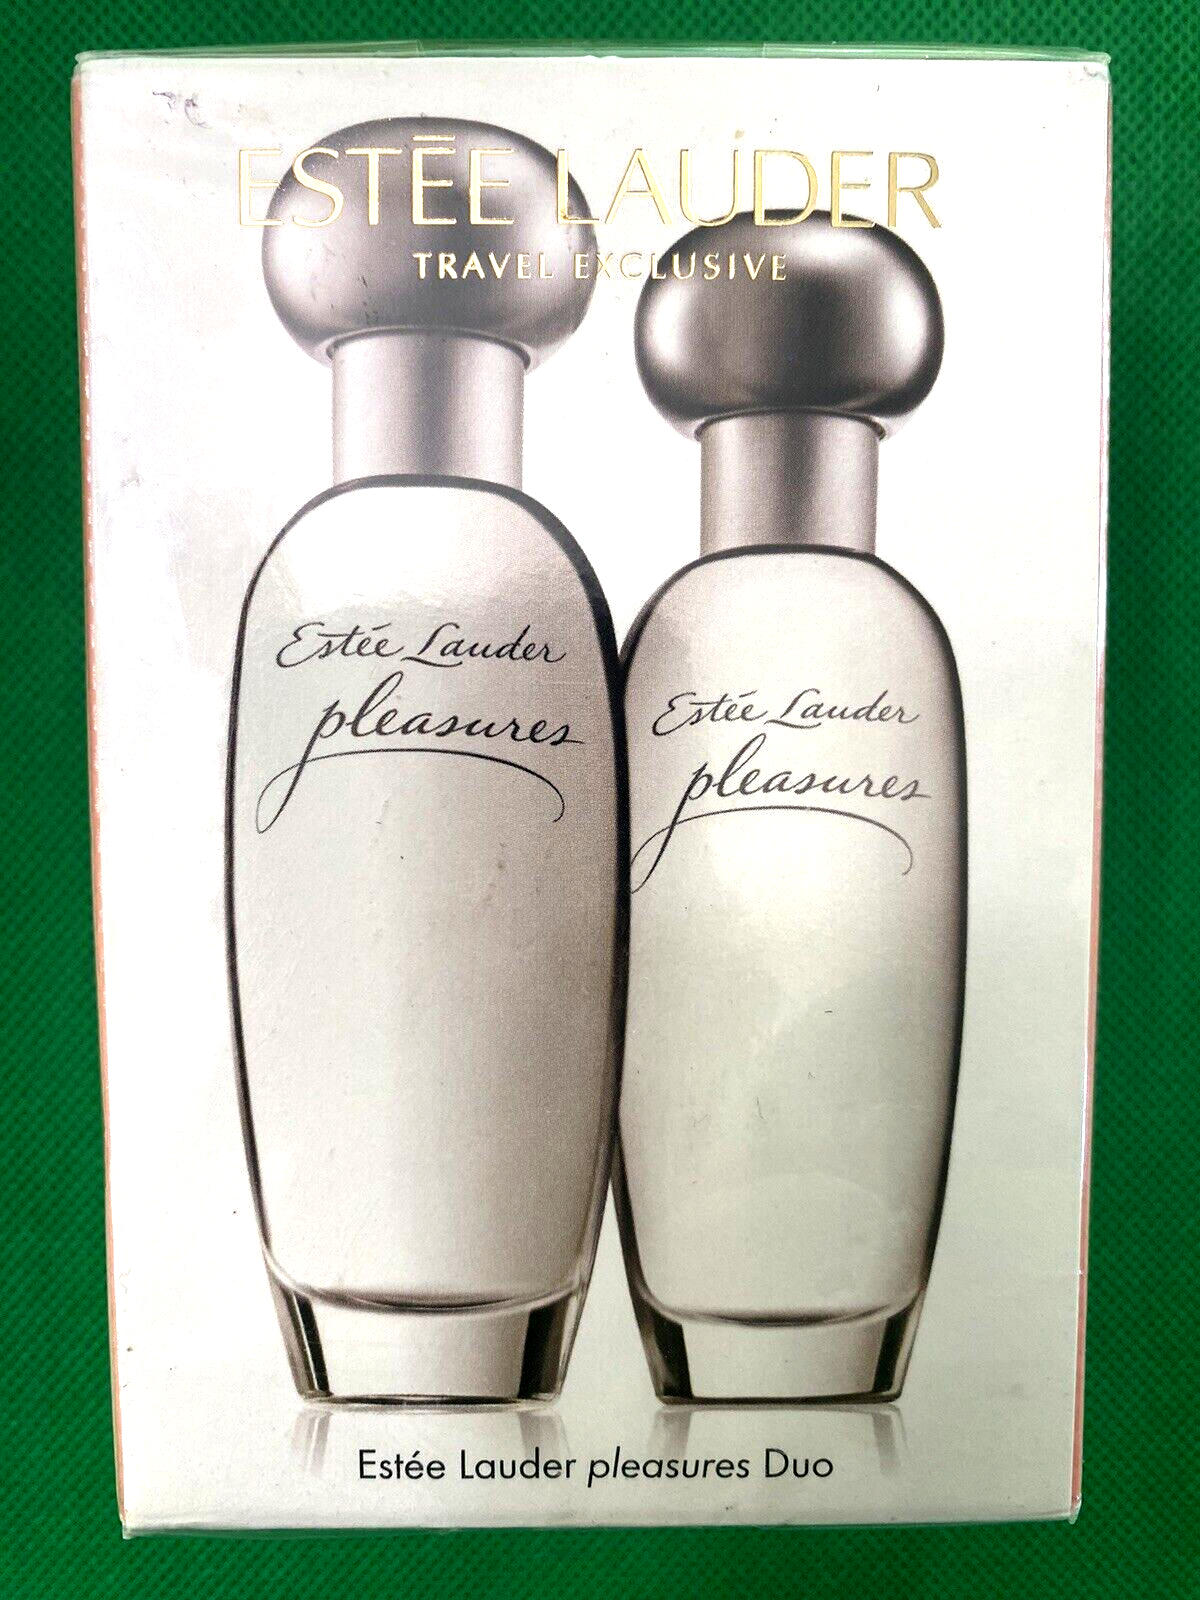 ESTĒE LAUDER
TRAVEL EXCLUSIVE
Estée Lauder
pleasures
Estée Lauder
pleasures
Estée Lauder pleasures Duo